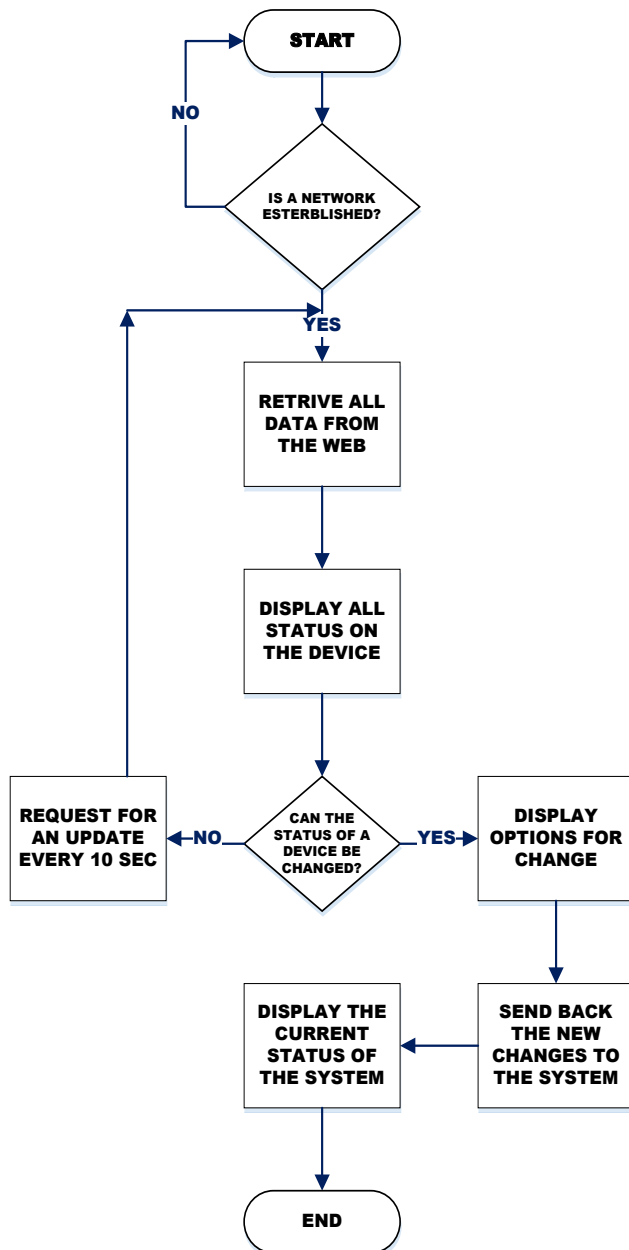 START
NO
IS A NETWORK
ESTERBLISHED?
YES
RETRIVE ALL
DATA FROM
THE WEB
DISPLAY ALL
STATUS ON
THE DEVICE
REQUEST FOR
AN UPDATE
EVERY 10 SEC
NO
CAN THE
STATUS OF A
DEVICE BE
CHANGED?
YES
DISPLAY
OPTIONS FOR
CHANGE
DISPLAY THE
CURRENT
STATUS OF
THE SYSTEM
SEND BACK
THE NEW
CHANGES TO
THE SYSTEM
END